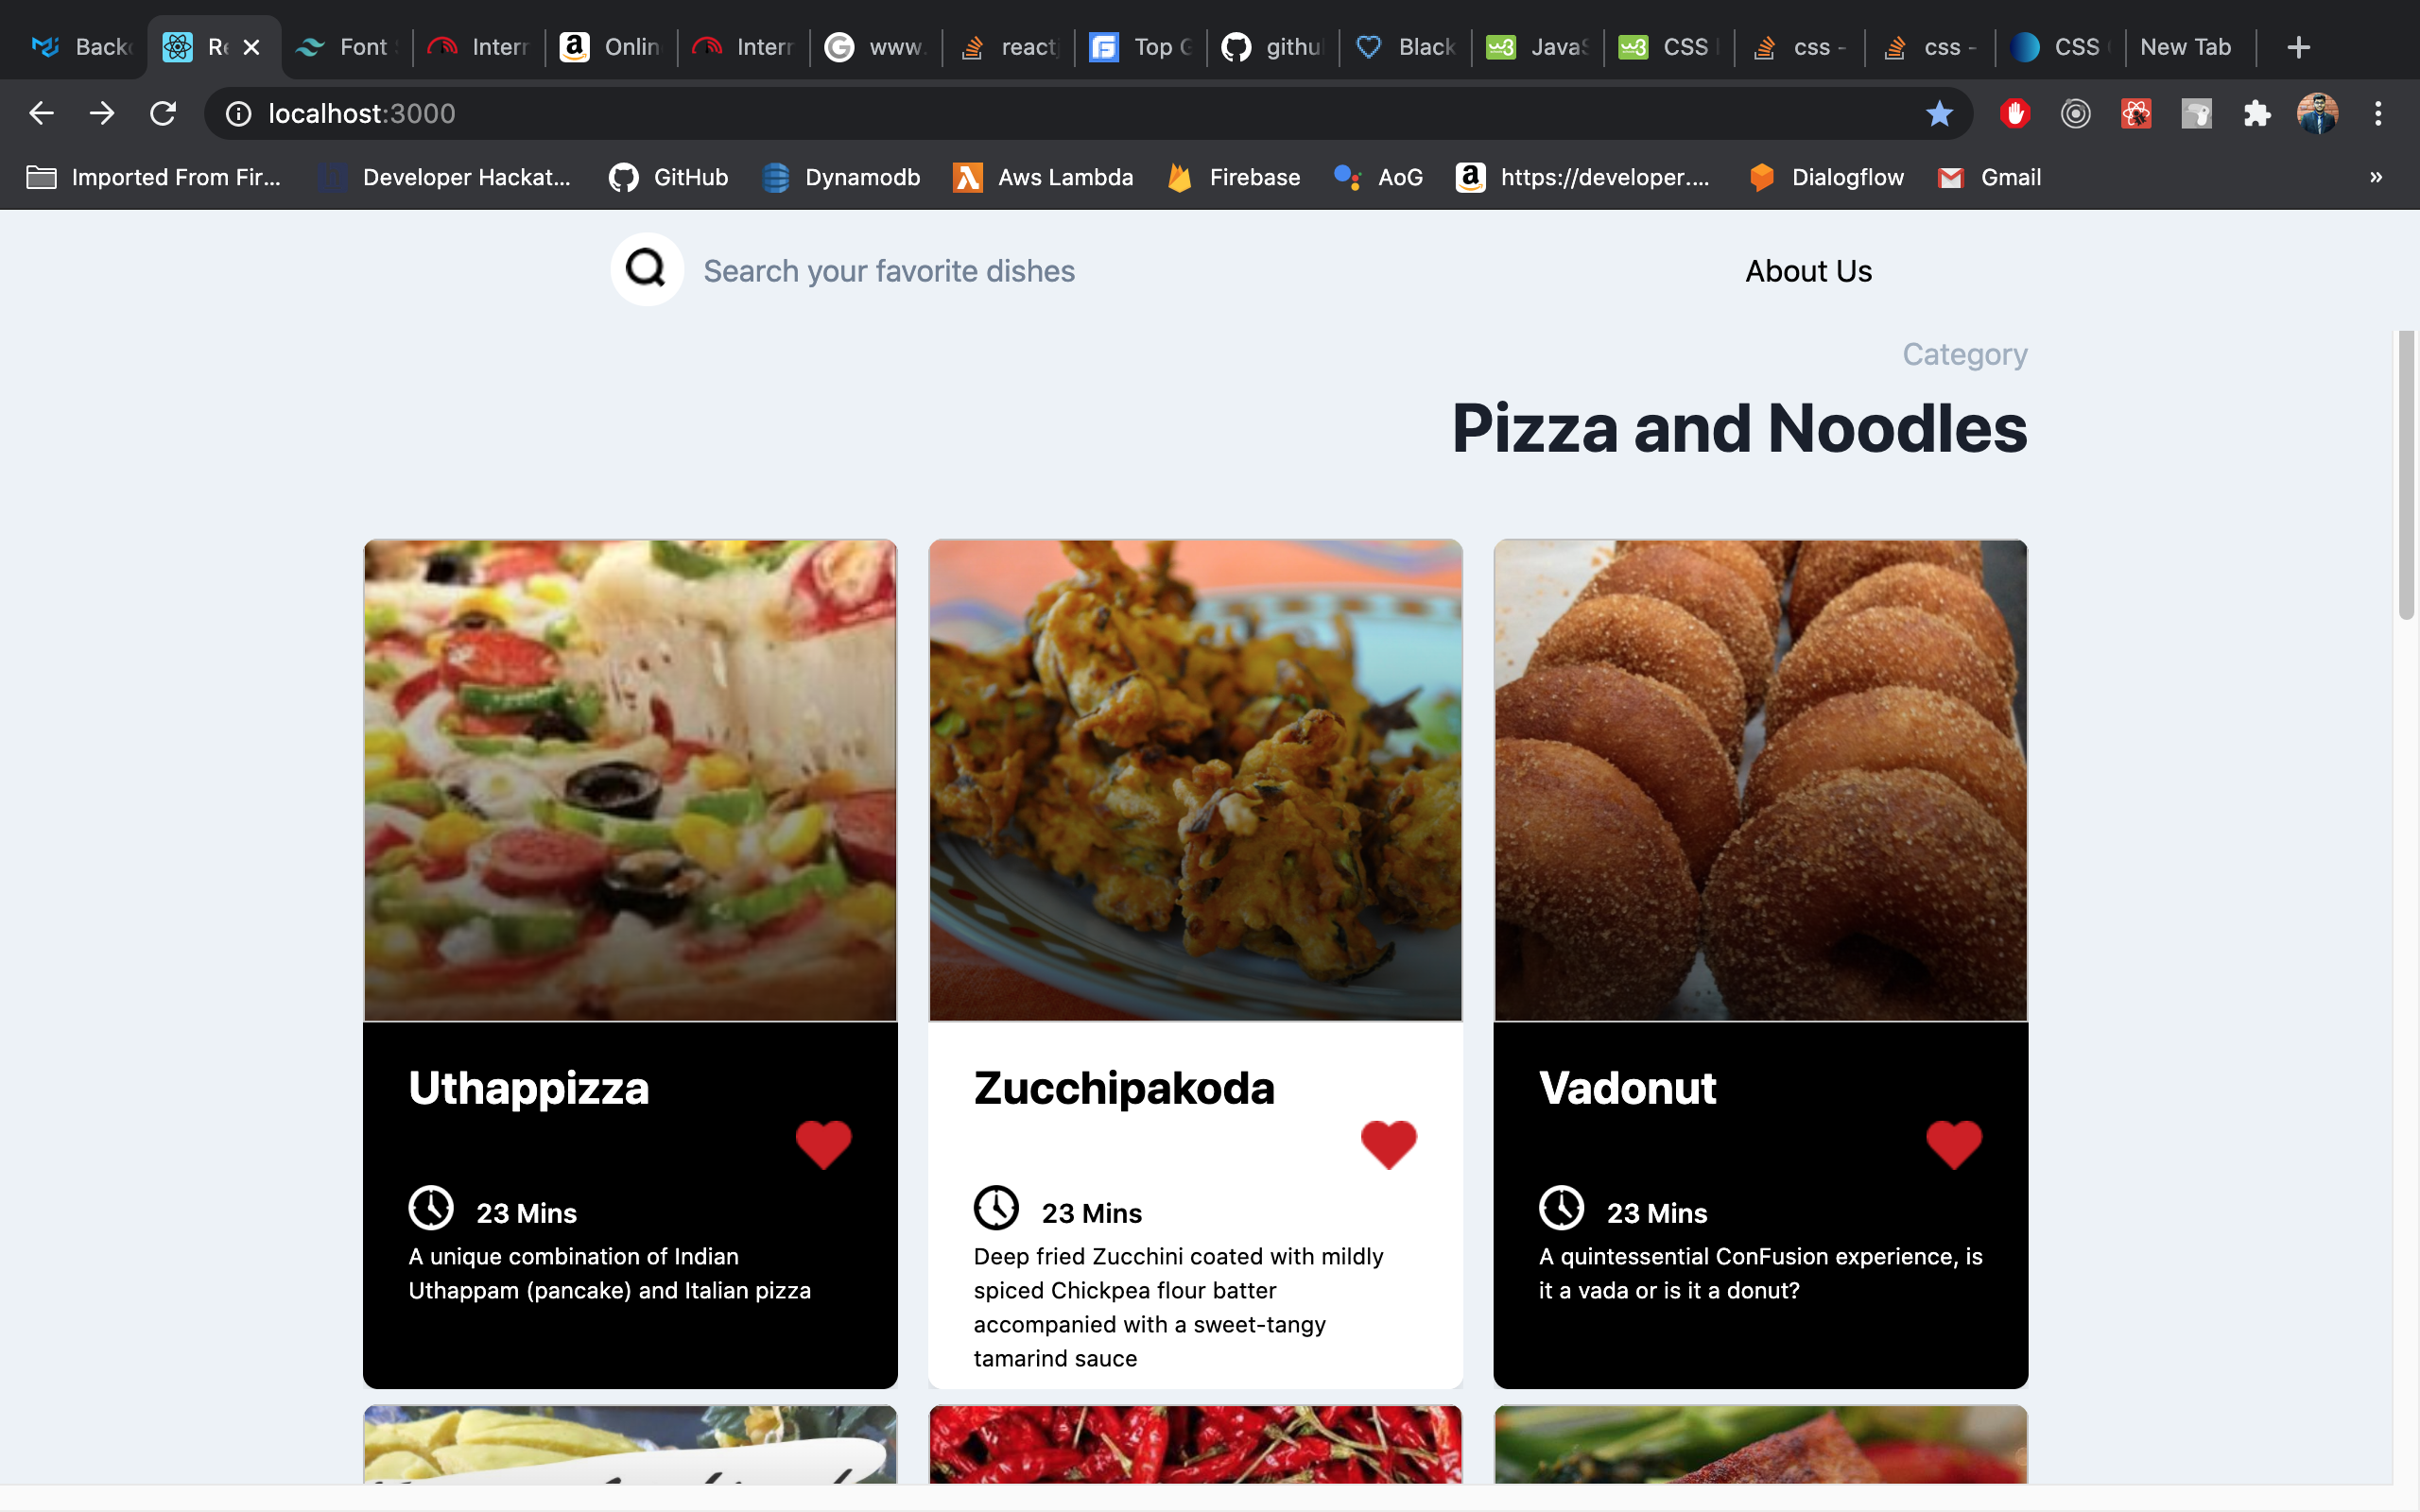 Back
Re
Font
Interr
Onlin
Interr
www.
react
Top G
githu
Black
JavaS
CSS
css -
css -
CSS
New Tab
localhost:3000
Imported From Fir...
Developer Hackat...
GitHub
Dynamodb
Aws Lambda
Firebase
AoG
https://developer....
Dialogflow
Gmail
»
Search your favorite dishes
About Us
Category
Pizza and Noodles
Uthappizza
23 Mins
A unique combination of Indian
Uthappam (pancake) and Italian pizza
Zucchipakoda
23 Mins
Deep fried Zucchini coated with mildly
spiced Chickpea flour batter
accompanied with a sweet-tangy
tamarind sauce
Vadonut
23 Mins
A quintessential ConFusion experience, is
it a vada or is it a donut?